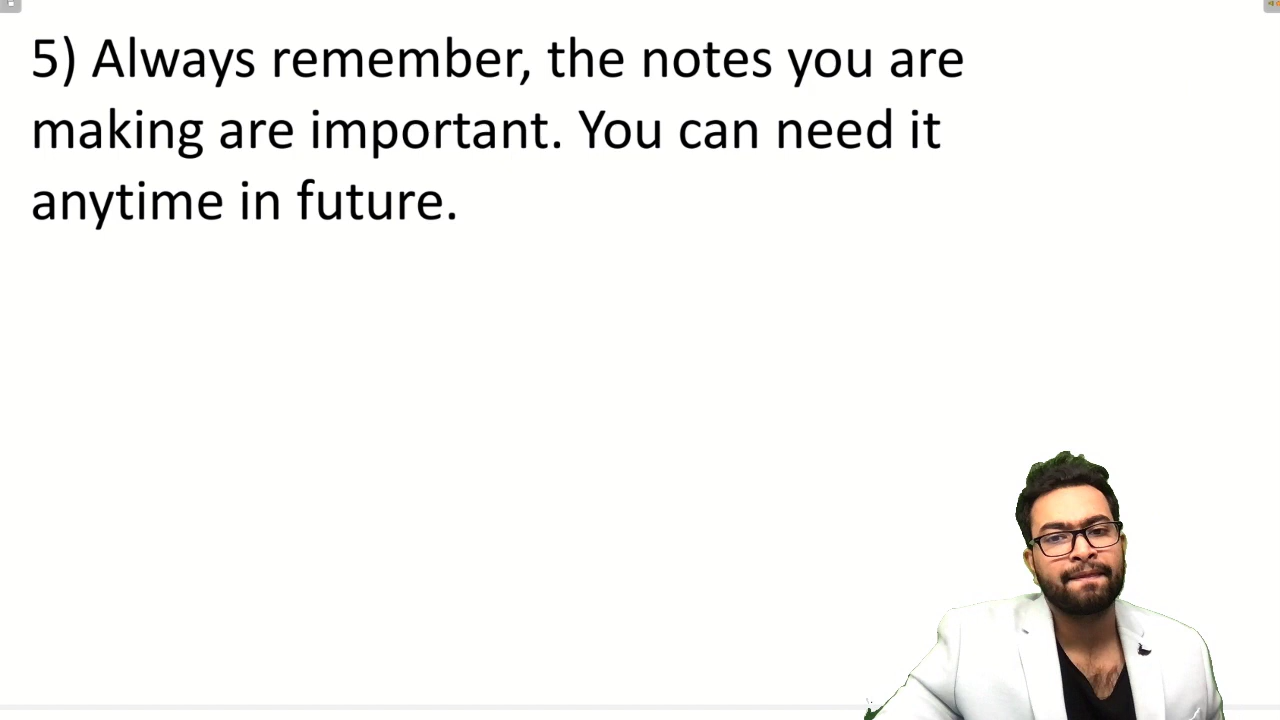 5) Always remember, the notes you are
making are important. You can need it
anytime in future.